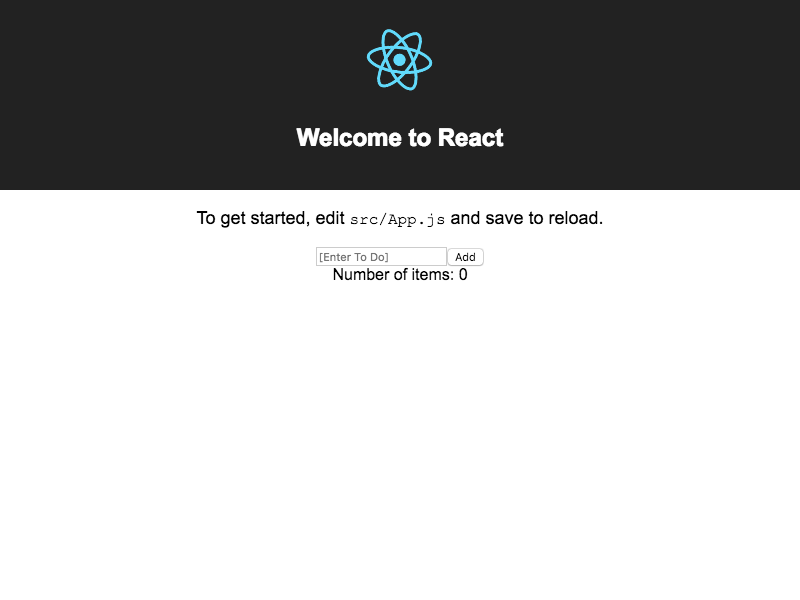 Welcome to React
To get started, edit src/App.js and save to reload.
[Enter To Do] Add
Number of items: 0